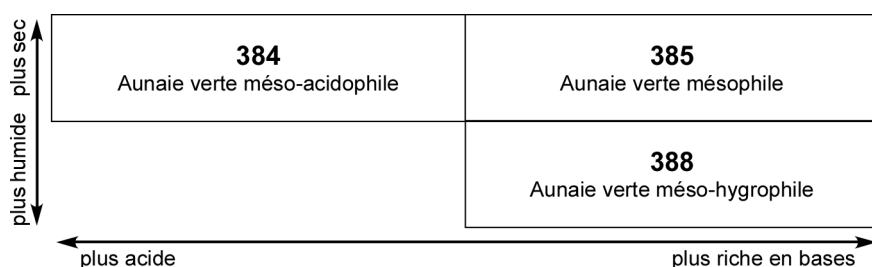 plus sec
plus humide
384
Aunaie verte méso-acidophile
385
Aunaie verte mésophile
388
Aunaie verte méso-hygrophile
plus acide
plus riche en bases